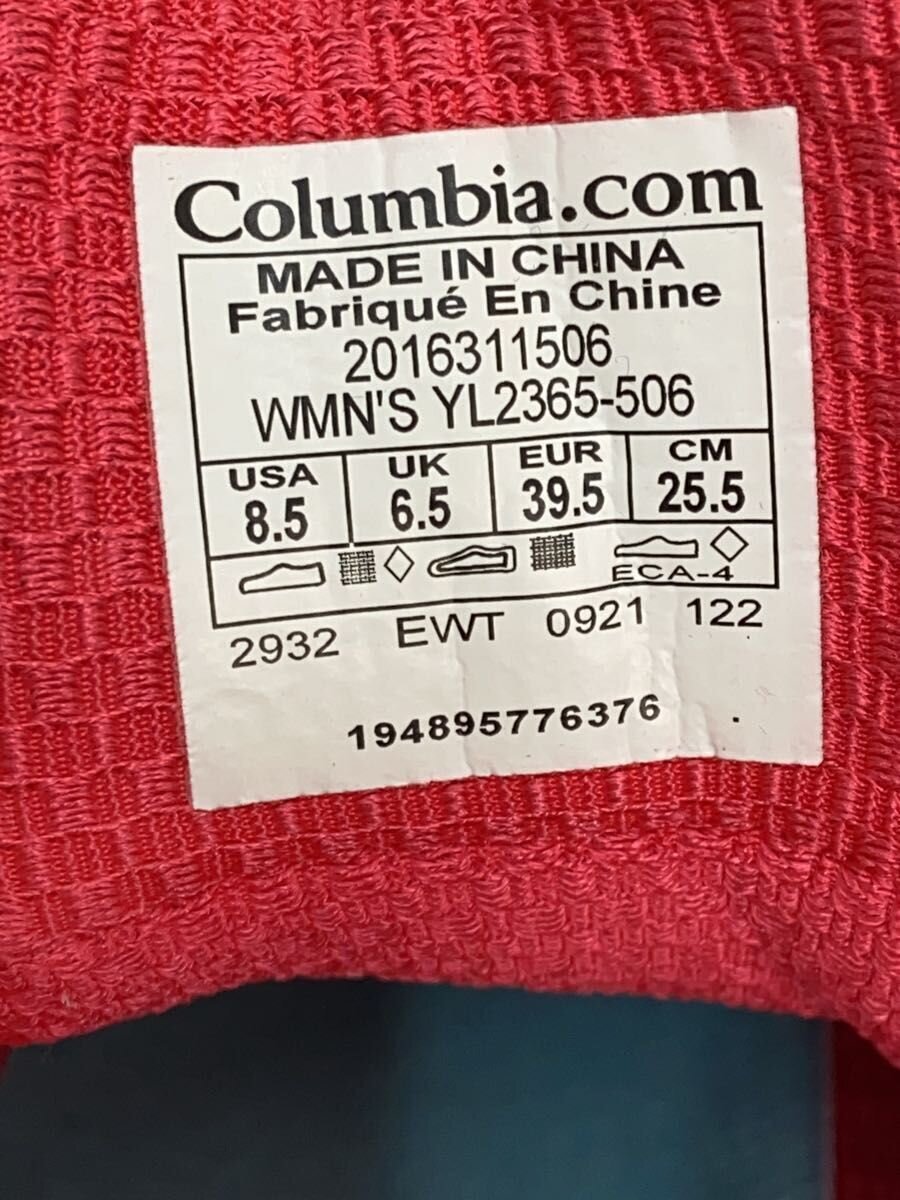 Columbia.com
MADE IN CHINA
Fabriqué En Chine
2016311506
WMN'S YL2365-506
USA UK EUR CM
8.5 6.5 39.5 25.5
ECA-4
2932 EWT 0921 122
194895776376